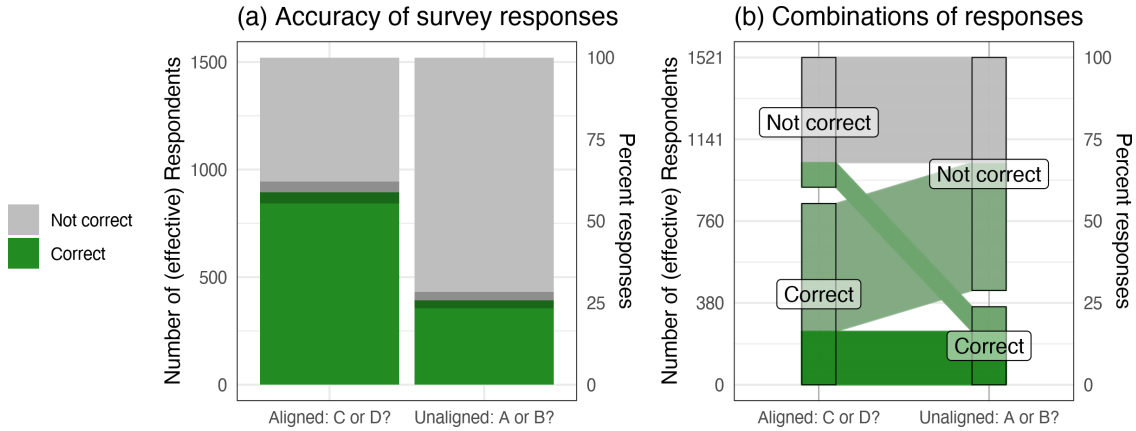 (a) Accuracy of survey responses
Number of (effective) Respondents
1500
1000
500
0
100
75
50
25
0
Percent responses
Aligned: C or D?
Unaligned: A or B?
Not correct
Correct
(b) Combinations of responses
Number of (effective) Respondents
1521
1141
760
380
0
Not correct
Correct
Not correct
Correct
100
75
50
25
0
Percent responses
Aligned: C or D?
Unaligned: A or B?